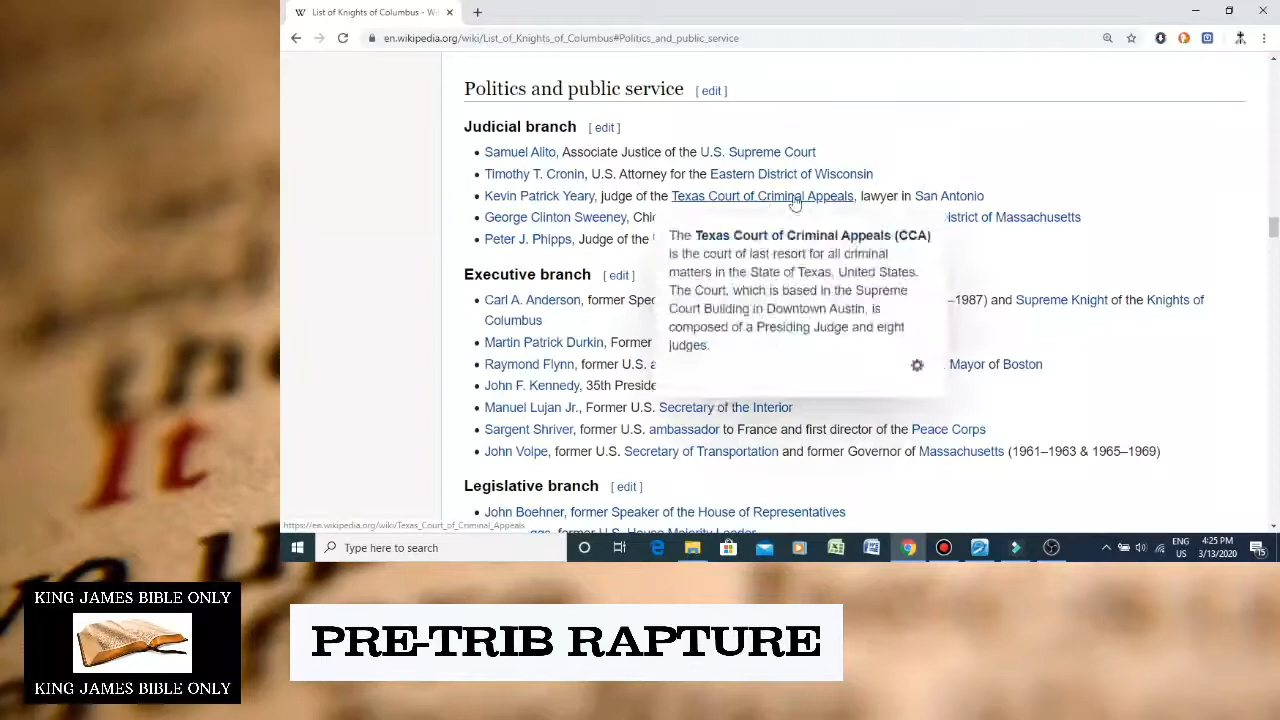 List of Knights of Columbus - Wi
en.wikipedia.org/wiki/List_of_Knights_of_Columbus#Politics_and_public_service
Politics and public service [ edit ]
Judicial branch [ edit ]
Samuel Alito, Associate Justice of the U.S. Supreme Court
Timothy T. Cronin, U.S. Attorney for the Eastern District of Wisconsin
Kevin Patrick Yeary, judge of the Texas Court of Criminal Appeals, lawyer in San Antonio
George Clinton Sweeney, Chi istrict of Massachusetts
Peter J. Phipps, Judge of the
The Texas Court of Criminal Appeals (CCA)
is the court of last resort for all criminal
matters in the State of Texas, United States.
The Court, which is based in the Supreme
Court Building in Downtown Austin, is
composed of a Presiding Judge and eight
judges.
Executive branch [ edit ]
Carl A. Anderson, former Spec –1987) and Supreme Knight of the Knights of
Columbus
Martin Patrick Durkin, Former
Raymond Flynn, former U.S. a Mayor of Boston
John F. Kennedy, 35th Preside
Manuel Lujan Jr., Former U.S. Secretary of the Interior
Sargent Shriver, former U.S. ambassador to France and first director of the Peace Corps
John Volpe, former U.S. Secretary of Transportation and former Governor of Massachusetts (1961–1963 & 1965–1969)
Legislative branch [ edit ]
John Boehner, former Speaker of the House of Representatives
https://en.wikipedia.org/wiki/Texas_Court_of_Criminal_Appeals
Type here to search
ENG
US
4:25 PM
3/13/2020
15
the
It
KING JAMES BIBLE ONLY
KING JAMES BIBLE ONLY
PRE-TRIB RAPTURE